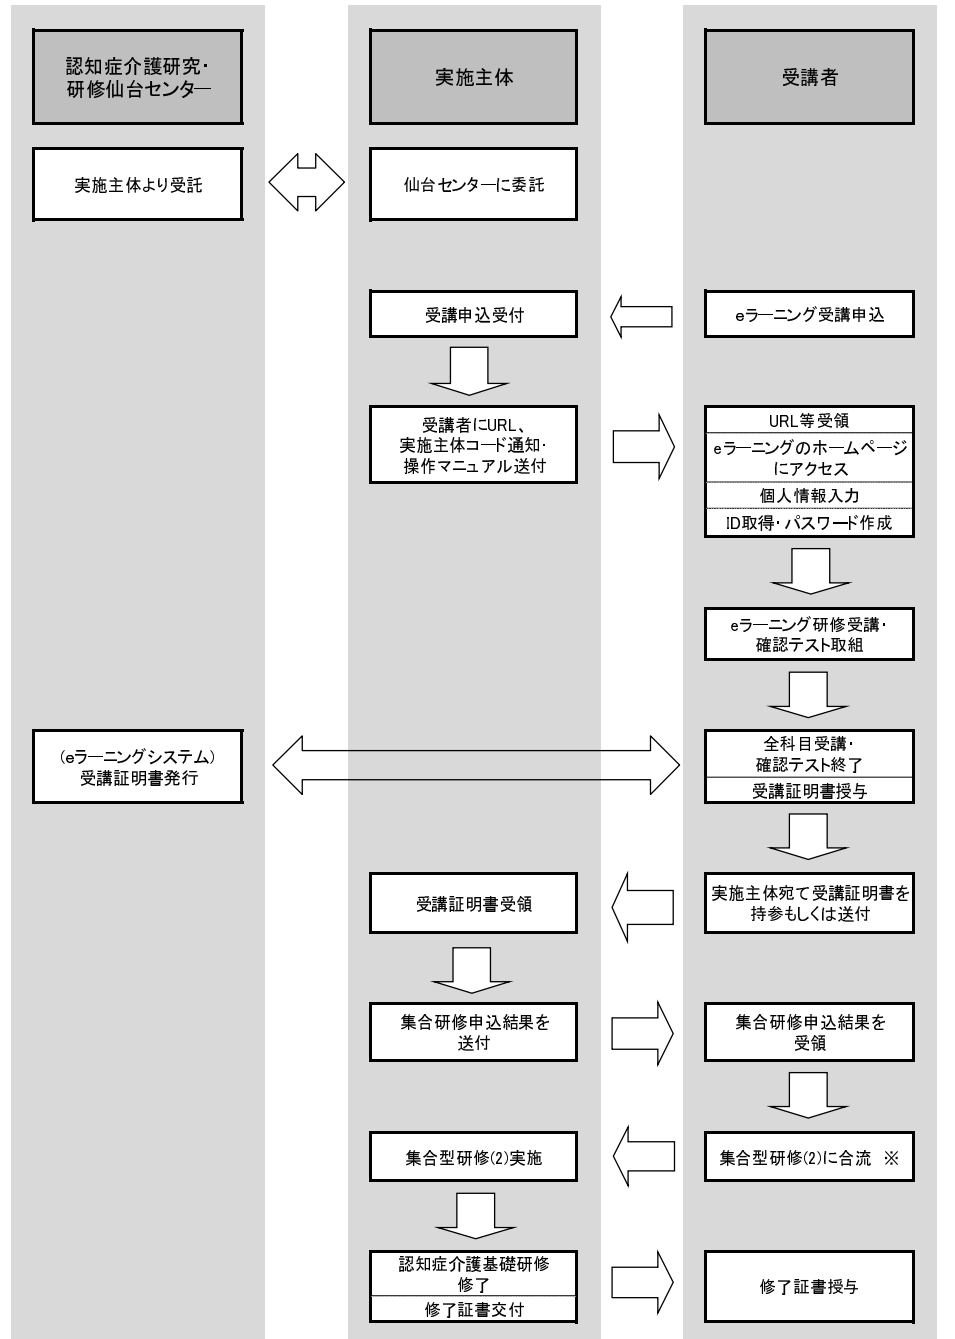 認知症介護研究・
研修仙台センター
実施主体
受講者
実施主体より受託
仙台センターに委託
受講申込受付
eラーニング受講申込
受講者にURL、
実施主体コード通知・
操作マニュアル送付
URL等受領
eラーニングのホームページ
にアクセス
個人情報入力
ID取得・パスワード作成
eラーニング研修受講・
確認テスト取組
(eラーニングシステム)
受講証明書発行
全科目受講・
確認テスト終了
受講証明書授与
受講証明書受領
実施主体宛て受講証明書を
持参もしくは送付
集合研修申込結果を
送付
集合研修申込結果を
受領
集合型研修(2)実施
集合型研修(2)に合流 ※
認知症介護基礎研修
修了
修了証書交付
修了証書授与